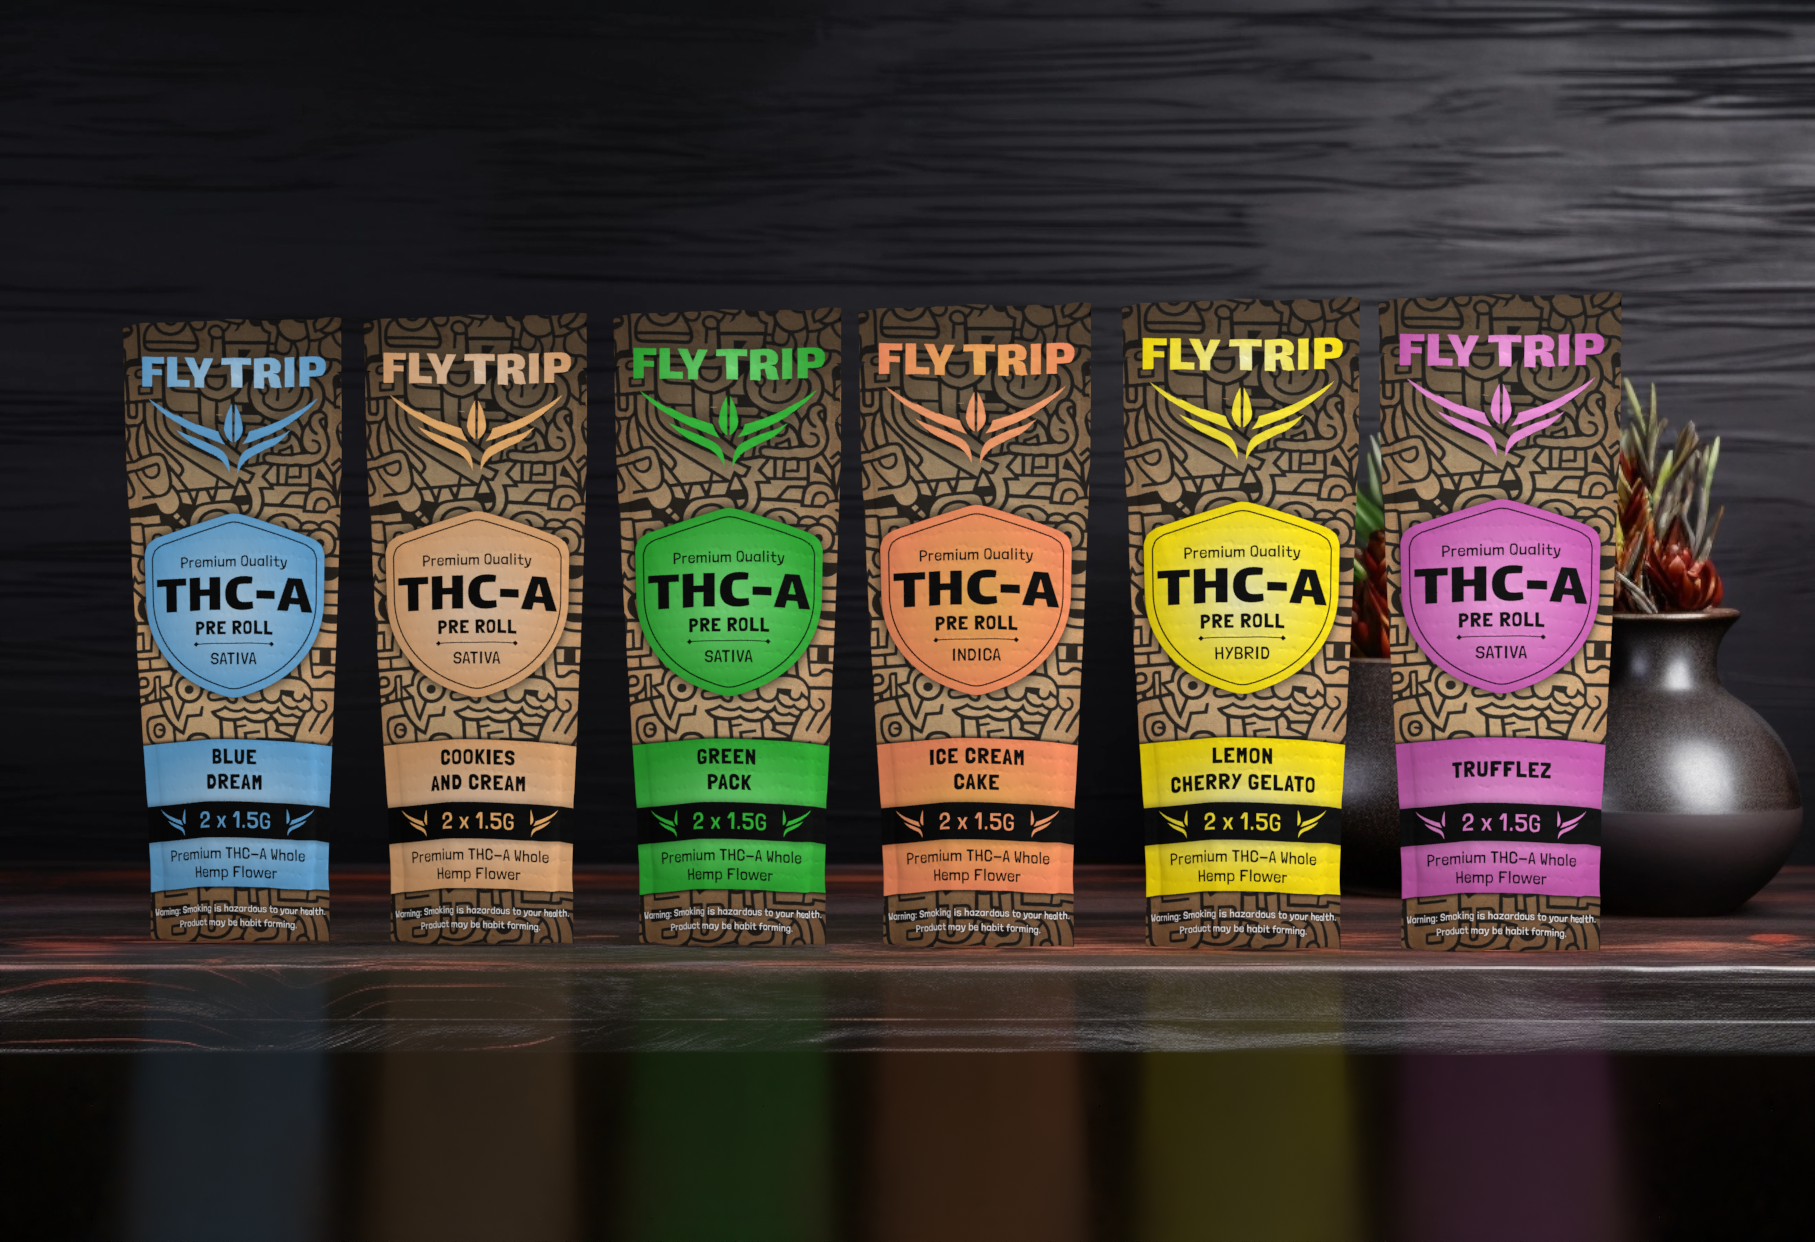 FLY TRIP
Premium Quality
THC-A
PRE ROLL
SATIVA
BLUE
DREAM
2 x 1.5G
Premium THC-A Whole
Hemp Flower
Warning: Smoking is hazardous to your health.
Product may be habit forming.
FLY TRIP
Premium Quality
THC-A
PRE ROLL
SATIVA
COOKIES
AND CREAM
2 x 1.5G
Premium THC-A Whole
Hemp Flower
Warning: Smoking is hazardous to your health.
Product may be habit forming.
FLY TRIP
Premium Quality
THC-A
PRE ROLL
SATIVA
GREEN
PACK
2 x 1.5G
Premium THC-A Whole
Hemp Flower
Warning: Smoking is hazardous to your health.
Product may be habit forming.
FLY TRIP
Premium Quality
THC-A
PRE ROLL
INDICA
ICE CREAM
CAKE
2 x 1.5G
Premium THC-A Whole
Hemp Flower
Warning: Smoking is hazardous to your health.
Product may be habit forming.
FLY TRIP
Premium Quality
THC-A
PRE ROLL
HYBRID
LEMON
CHERRY GELATO
2 x 1.5G
Premium THC-A Whole
Hemp Flower
Warning: Smoking is hazardous to your health.
Product may be habit forming.
FLY TRIP
Premium Quality
THC-A
PRE ROLL
SATIVA
TRUFFLEZ
2 x 1.5G
Premium THC-A Whole
Hemp Flower
Warning: Smoking is hazardous to your health.
Product may be habit forming.